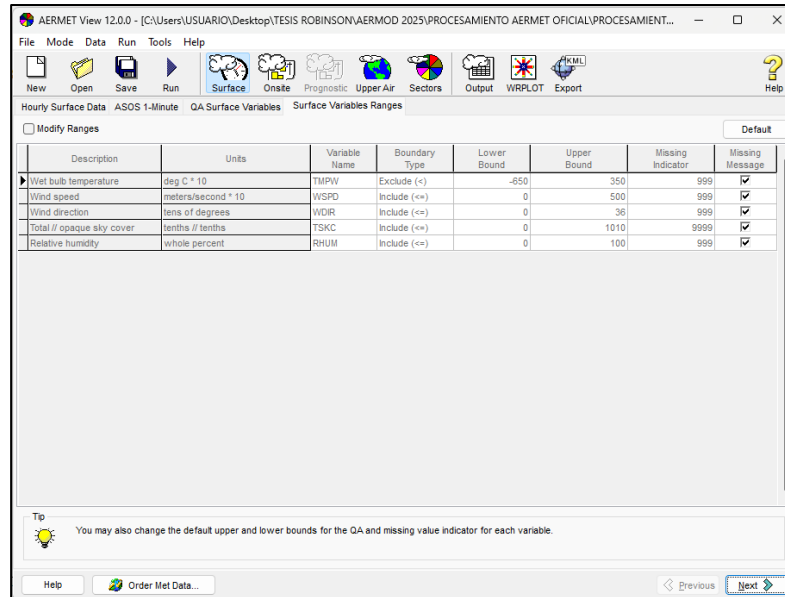 AERMET View 12.0.0 - [C:\Users\USUARIO\Desktop\TESIS ROBINSON\AERMOD 2025\PROCESAMIENTO AERMET OFICIAL\PROCESAMIENT...
File Mode Data Run Tools Help
KML
New Open Save Run Surface Onsite Prognostic Upper Air Sectors Output WRPLOT Export Help
Hourly Surface Data ASOS 1-Minute QA Surface Variables Surface Variables Ranges
Modify Ranges Default
Description Units Variable Name Boundary Type Lower Bound Upper Bound Missing Indicator Missing Message
Wet bulb temperature deg C * 10 TMPW Exclude (<) -650 350 999
Wind speed meters/second * 10 WSPD Include (<=) 0 500 999
Wind direction tens of degrees WDIR Include (<=) 0 36 999
Total // opaque sky cover tenths // tenths TSKC Include (<=) 0 1010 9999
Relative humidity whole percent RHUM Include (<=) 0 100 999
Tip
You may also change the default upper and lower bounds for the QA and missing value indicator for each variable.
Help Order Met Data... Previous Next